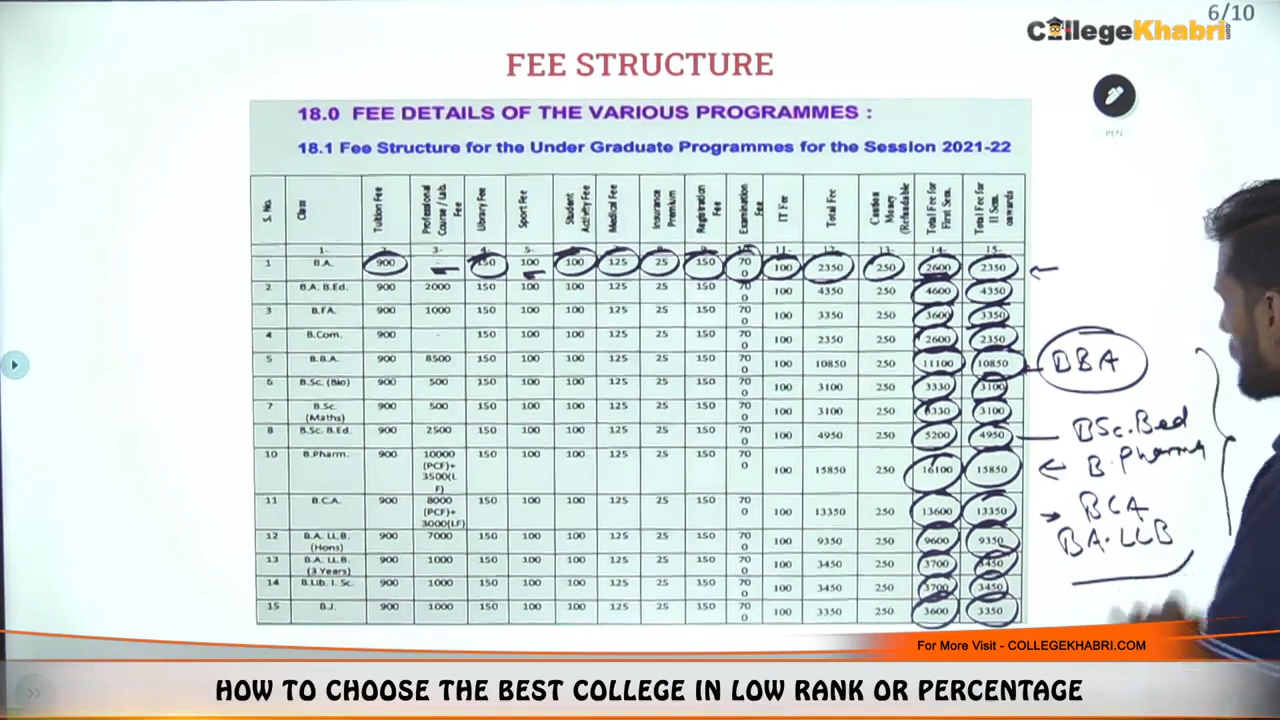 6/10
CollegeKhabri.com
FEE STRUCTURE
PEN
18.0 FEE DETAILS OF THE VARIOUS PROGRAMMES :
18.1 Fee Structure for the Under Graduate Programmes for the Session 2021-22
S. No. Class Tuition Fee Professional Course / Lab. Fee Library Fee Sport Fee Student Activity Fee Medical Fee Insurance Premium Registration Fee Examination Fee IT Fee Total Fee Caution Money (Refundable Total Fee for First Sem. Total Fee for II Sem. onwards
1- 3- 4- 5- 11- 12- 13- 14- 15-
1 B.A. 900 150 100 100 125 25 150 700 100 2350 250 2600 2350
2 B.A. B.Ed. 900 2000 150 100 100 125 25 150 700 100 4350 250 4600 4350
3 B.FA. 900 1000 150 100 100 125 25 150 700 100 3350 250 3600 3350
4 B.Com. 900 - 150 100 100 125 25 150 700 100 2350 250 2600 2350
5 B.B.A. 900 8500 150 100 100 125 25 150 700 100 10850 250 11100 10850
6 B.Sc. (Bio) 900 500 150 100 100 125 25 150 700 100 3100 250 3330 3100
7 B.Sc. (Maths) 900 500 150 100 100 125 25 150 700 100 3100 250 3330 3100
8 B.Sc. B.Ed. 900 2500 150 100 100 125 25 150 700 100 4950 250 5200 4950
10 B.Pharm. 900 10000 (PCF)+ 3500(LF) 150 100 100 125 25 150 700 100 15850 250 16100 15850
11 B.C.A. 900 8000 (PCF)+ 3000(LF) 150 100 100 125 25 150 700 100 13350 250 13600 13350
12 B.A. LL.B. (Hons) 900 7000 150 100 100 125 25 150 700 100 9350 250 9600 9350
13 B.A. LL.B. (3 Years) 900 1000 150 100 100 125 25 150 700 100 3450 250 3700 3450
14 B.Lib. I. Sc. 900 1000 150 100 100 125 25 150 700 100 3450 250 3700 3450
15 B.J. 900 1000 150 100 100 125 25 150 700 100 3350 250 3600 3350
BBA
BSc.Bed
B.Pharma
BCA
BA.LLB
For More Visit - COLLEGEKHABRI.COM
HOW TO CHOOSE THE BEST COLLEGE IN LOW RANK OR PERCENTAGE